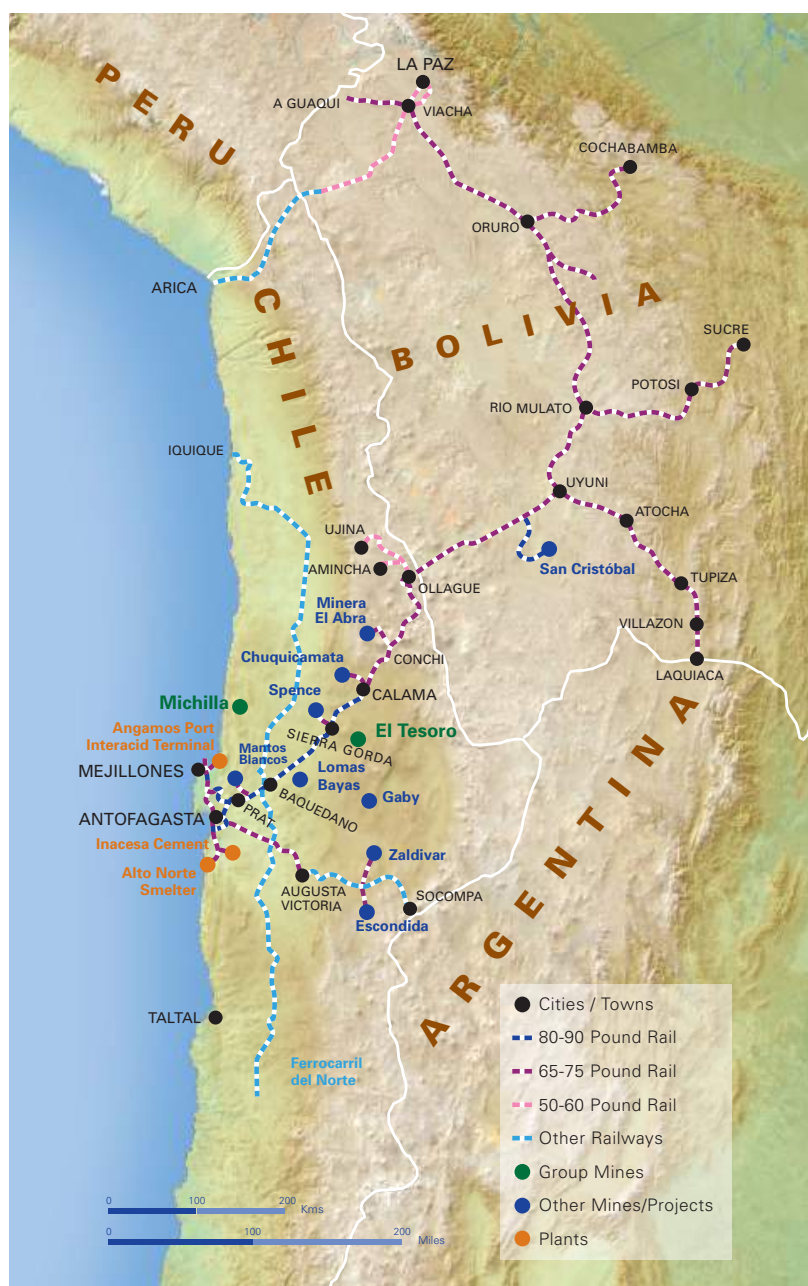 LA PAZ
PERU
A GUAQUI
VIACHA
COCHABAMBA
ORURO
ARICA
CHILE
BOLIVIA
SUCRE
POTOSI
RIO MULATO
IQUIQUE
UYUNI
ATOCHA
UJINA
AMINCHA
OLLAGUE
San Cristóbal
TUPIZA
Minera
El Abra
VILLAZON
CONCHI
LAQUIACA
Chuquicamata
CALAMA
Spence
Michilla
El Tesoro
SIERRA GORDA
Angamos Port
Interacid Terminal
Mantos
Blancos
MEJILLONES
Lomas
Bayas
Gaby
BAQUEDANO
PRAT
ANTOFAGASTA
Inacesa Cement
Zaldivar
Alto Norte
Smelter
AUGUSTA
VICTORIA
SOCOMPA
Escondida
ARGENTINA
TALTAL
Ferrocarril
del Norte
Cities / Towns
80-90 Pound Rail
65-75 Pound Rail
50-60 Pound Rail
Other Railways
Group Mines
Other Mines/Projects
Plants
0 100 200
Kms
0 100 200
Miles